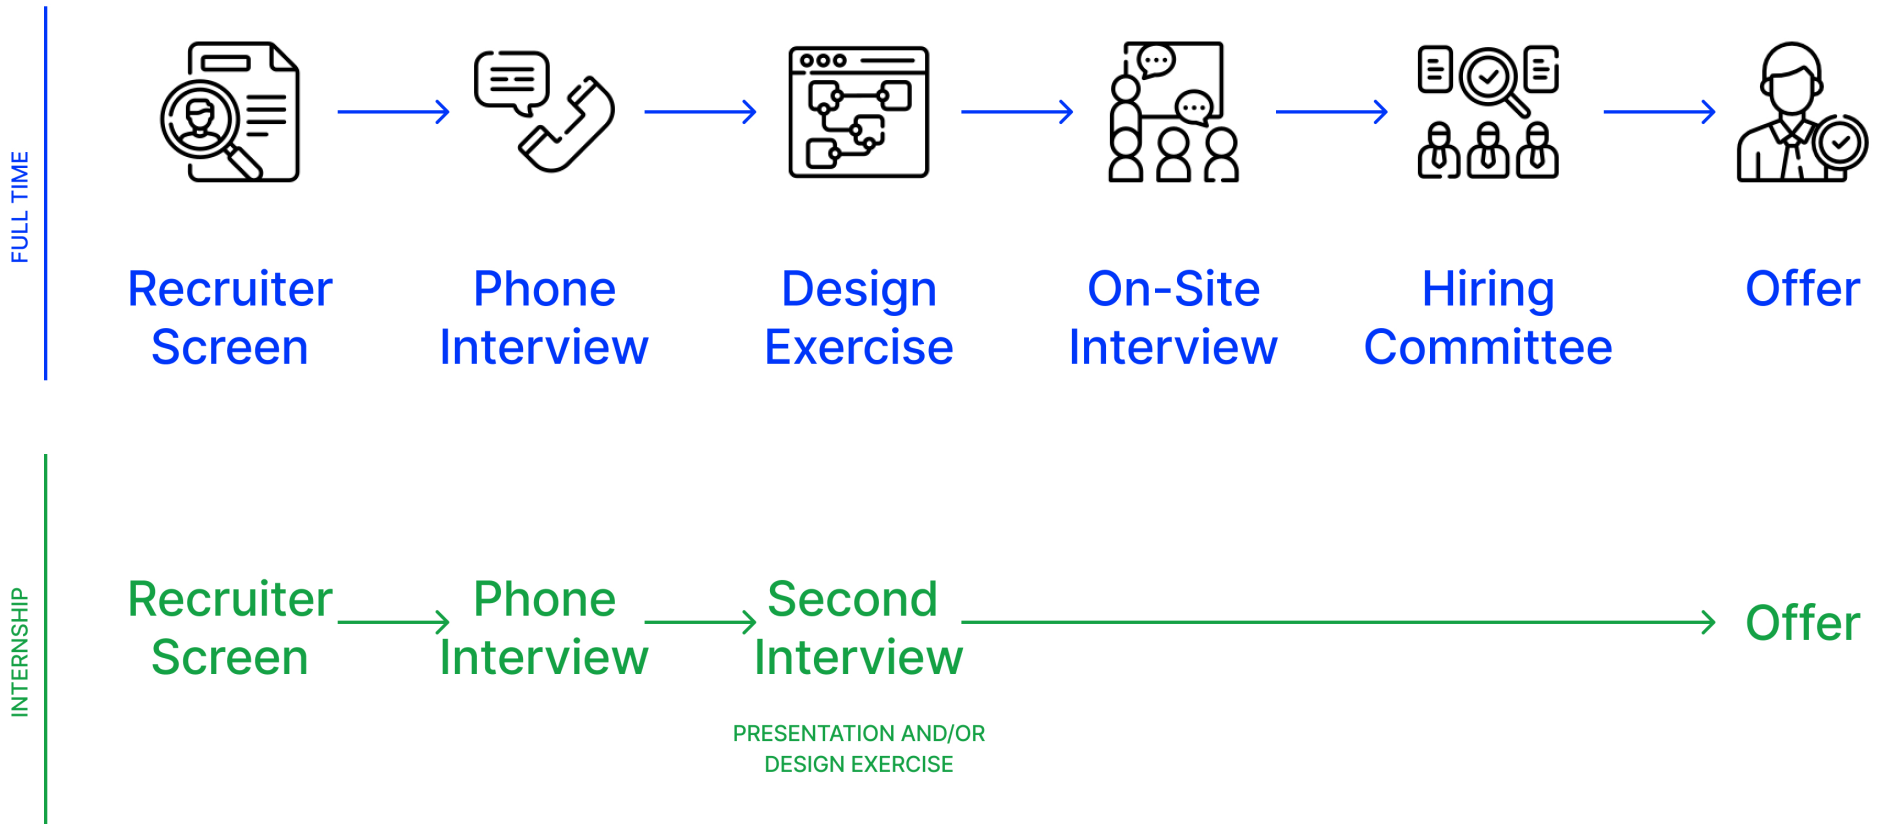 FULL TIME
Recruiter
Screen
Phone
Interview
Design
Exercise
On-Site
Interview
Hiring
Committee
Offer
INTERNSHIP
Recruiter
Screen
Phone
Interview
Second
Interview
PRESENTATION AND/OR
DESIGN EXERCISE
Offer